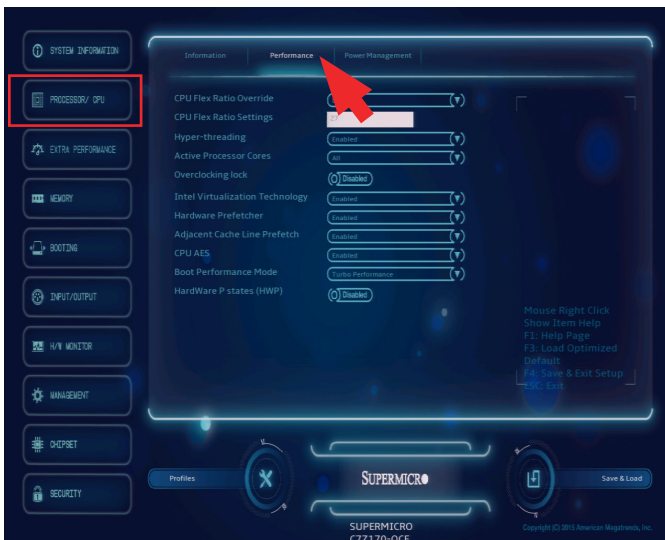 SYSTEM INFORMATION
PROCESSOR/ CPU
EXTRA PERFORMANCE
MEMORY
BOOTING
INPUT/OUTPUT
H/W MONITOR
MANAGEMENT
CHIPSET
SECURITY
Information
Performance
Power Management
CPU Flex Ratio Override
CPU Flex Ratio Settings
Hyper-threading
Enabled
Active Processor Cores
All
Overclocking lock
Disabled
Intel Virtualization Technology
Enabled
Hardware Prefetcher
Enabled
Adjacent Cache Line Prefetch
Enabled
CPU AES
Enabled
Boot Performance Mode
Turbo Performance
HardWare P states (HWP)
Disabled
Mouse Right Click
Show Item Help
F1: Help Page
F3: Load Optimized
Default
F4: Save & Exit Setup
ESC: Exit
Profiles
SUPERMICRO
Save & Load
SUPERMICRO
C7Z170-OCE
Copyright (C) 2015 American Megatrends, Inc.